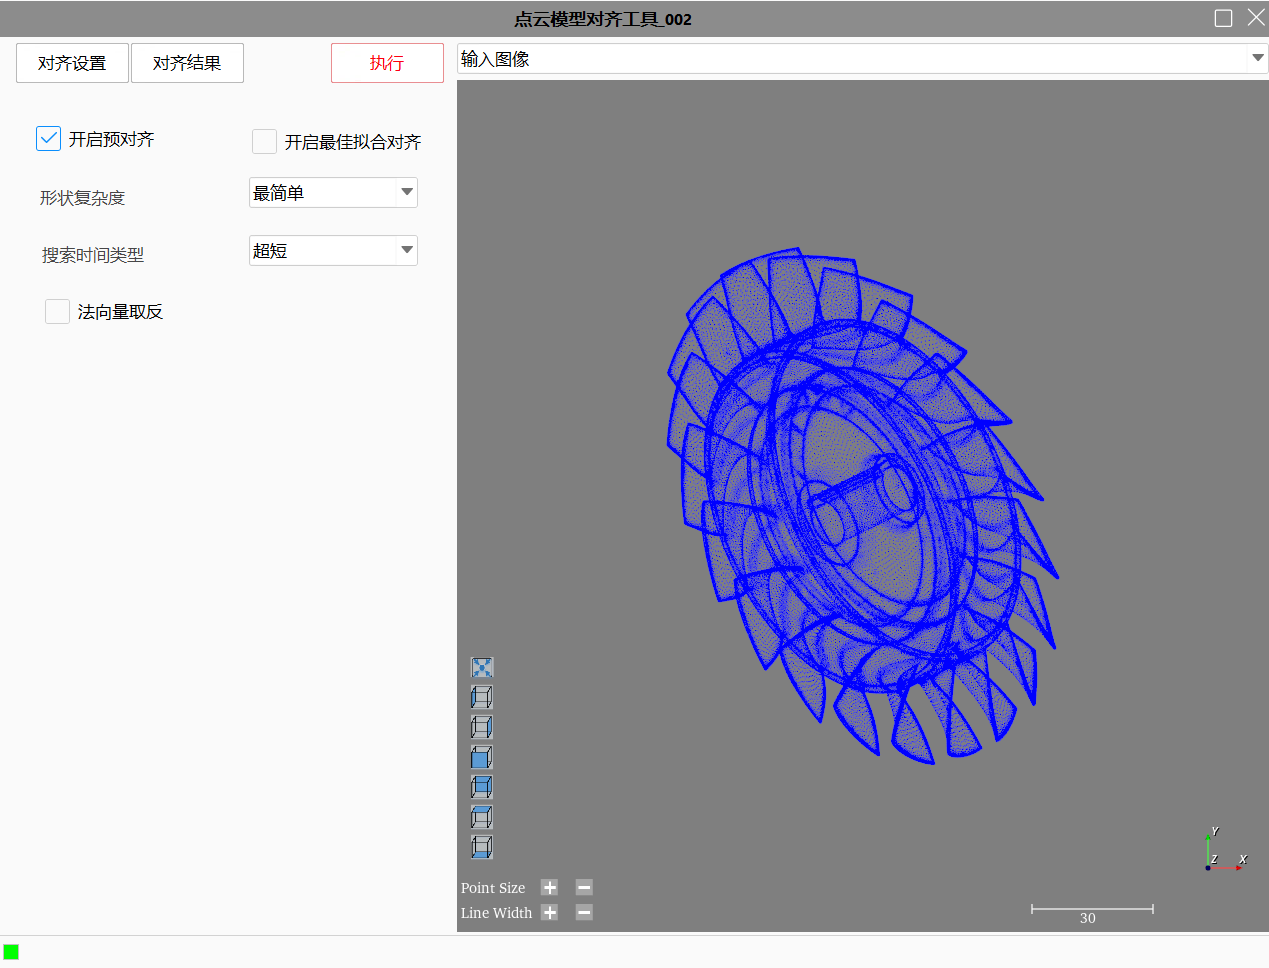 点云模型对齐工具_002
对齐设置 对齐结果 执行 输入图像
开启预对齐 开启最佳拟合对齐
形状复杂度 最简单
搜索时间类型 超短
法向量取反
Y
Z X
Point Size
Line Width
30